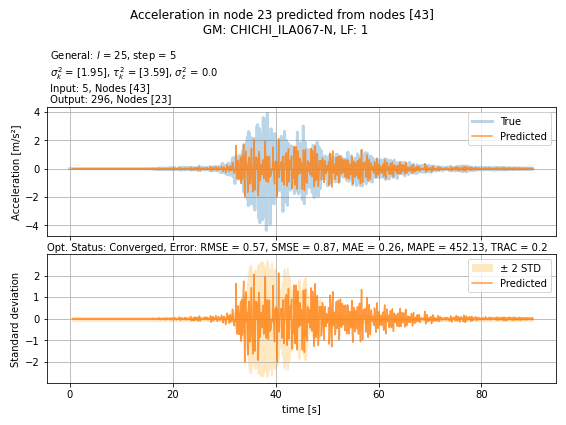 Acceleration in node 23 predicted from nodes [43]
GM: CHICHI_ILA067-N, LF: 1
General: l = 25, step = 5
σ²ₖ = [1.95], τ²ₖ = [3.59], σ²ε = 0.0
Input: 5, Nodes [43]
Output: 296, Nodes [23]
4
2
0
−2
−4
Acceleration [m/s²]
True
Predicted
Opt. Status: Converged, Error: RMSE = 0.57, SMSE = 0.87, MAE = 0.26, MAPE = 452.13, TRAC = 0.2
2
1
0
−1
−2
Standard deviation
± 2 STD
Predicted
0
20
40
60
80
time [s]